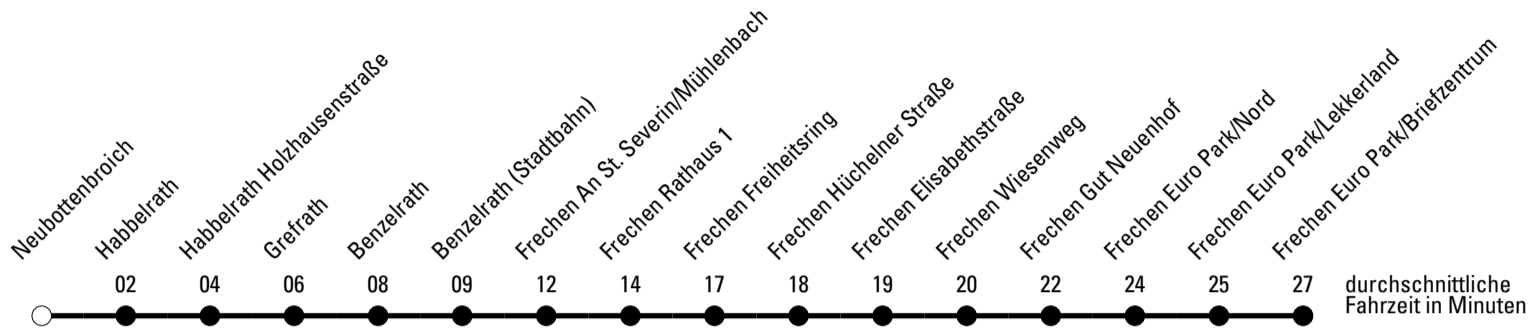 Neubottenbroich
Habbelrath
Habbelrath Holzhausenstraße
Grefrath
Benzelrath
Benzelrath (Stadtbahn)
Frechen An St. Severin/Mühlenbach
Frechen Rathaus 1
Frechen Freiheitsring
Frechen Hüchelner Straße
Frechen Elisabethstraße
Frechen Wiesenweg
Frechen Gut Neuenhof
Frechen Euro Park/Nord
Frechen Euro Park/Lekkerland
Frechen Euro Park/Briefzentrum
02 04 06 08 09 12 14 17 18 19 20 22 24 25 27
durchschnittliche
Fahrzeit in Minuten